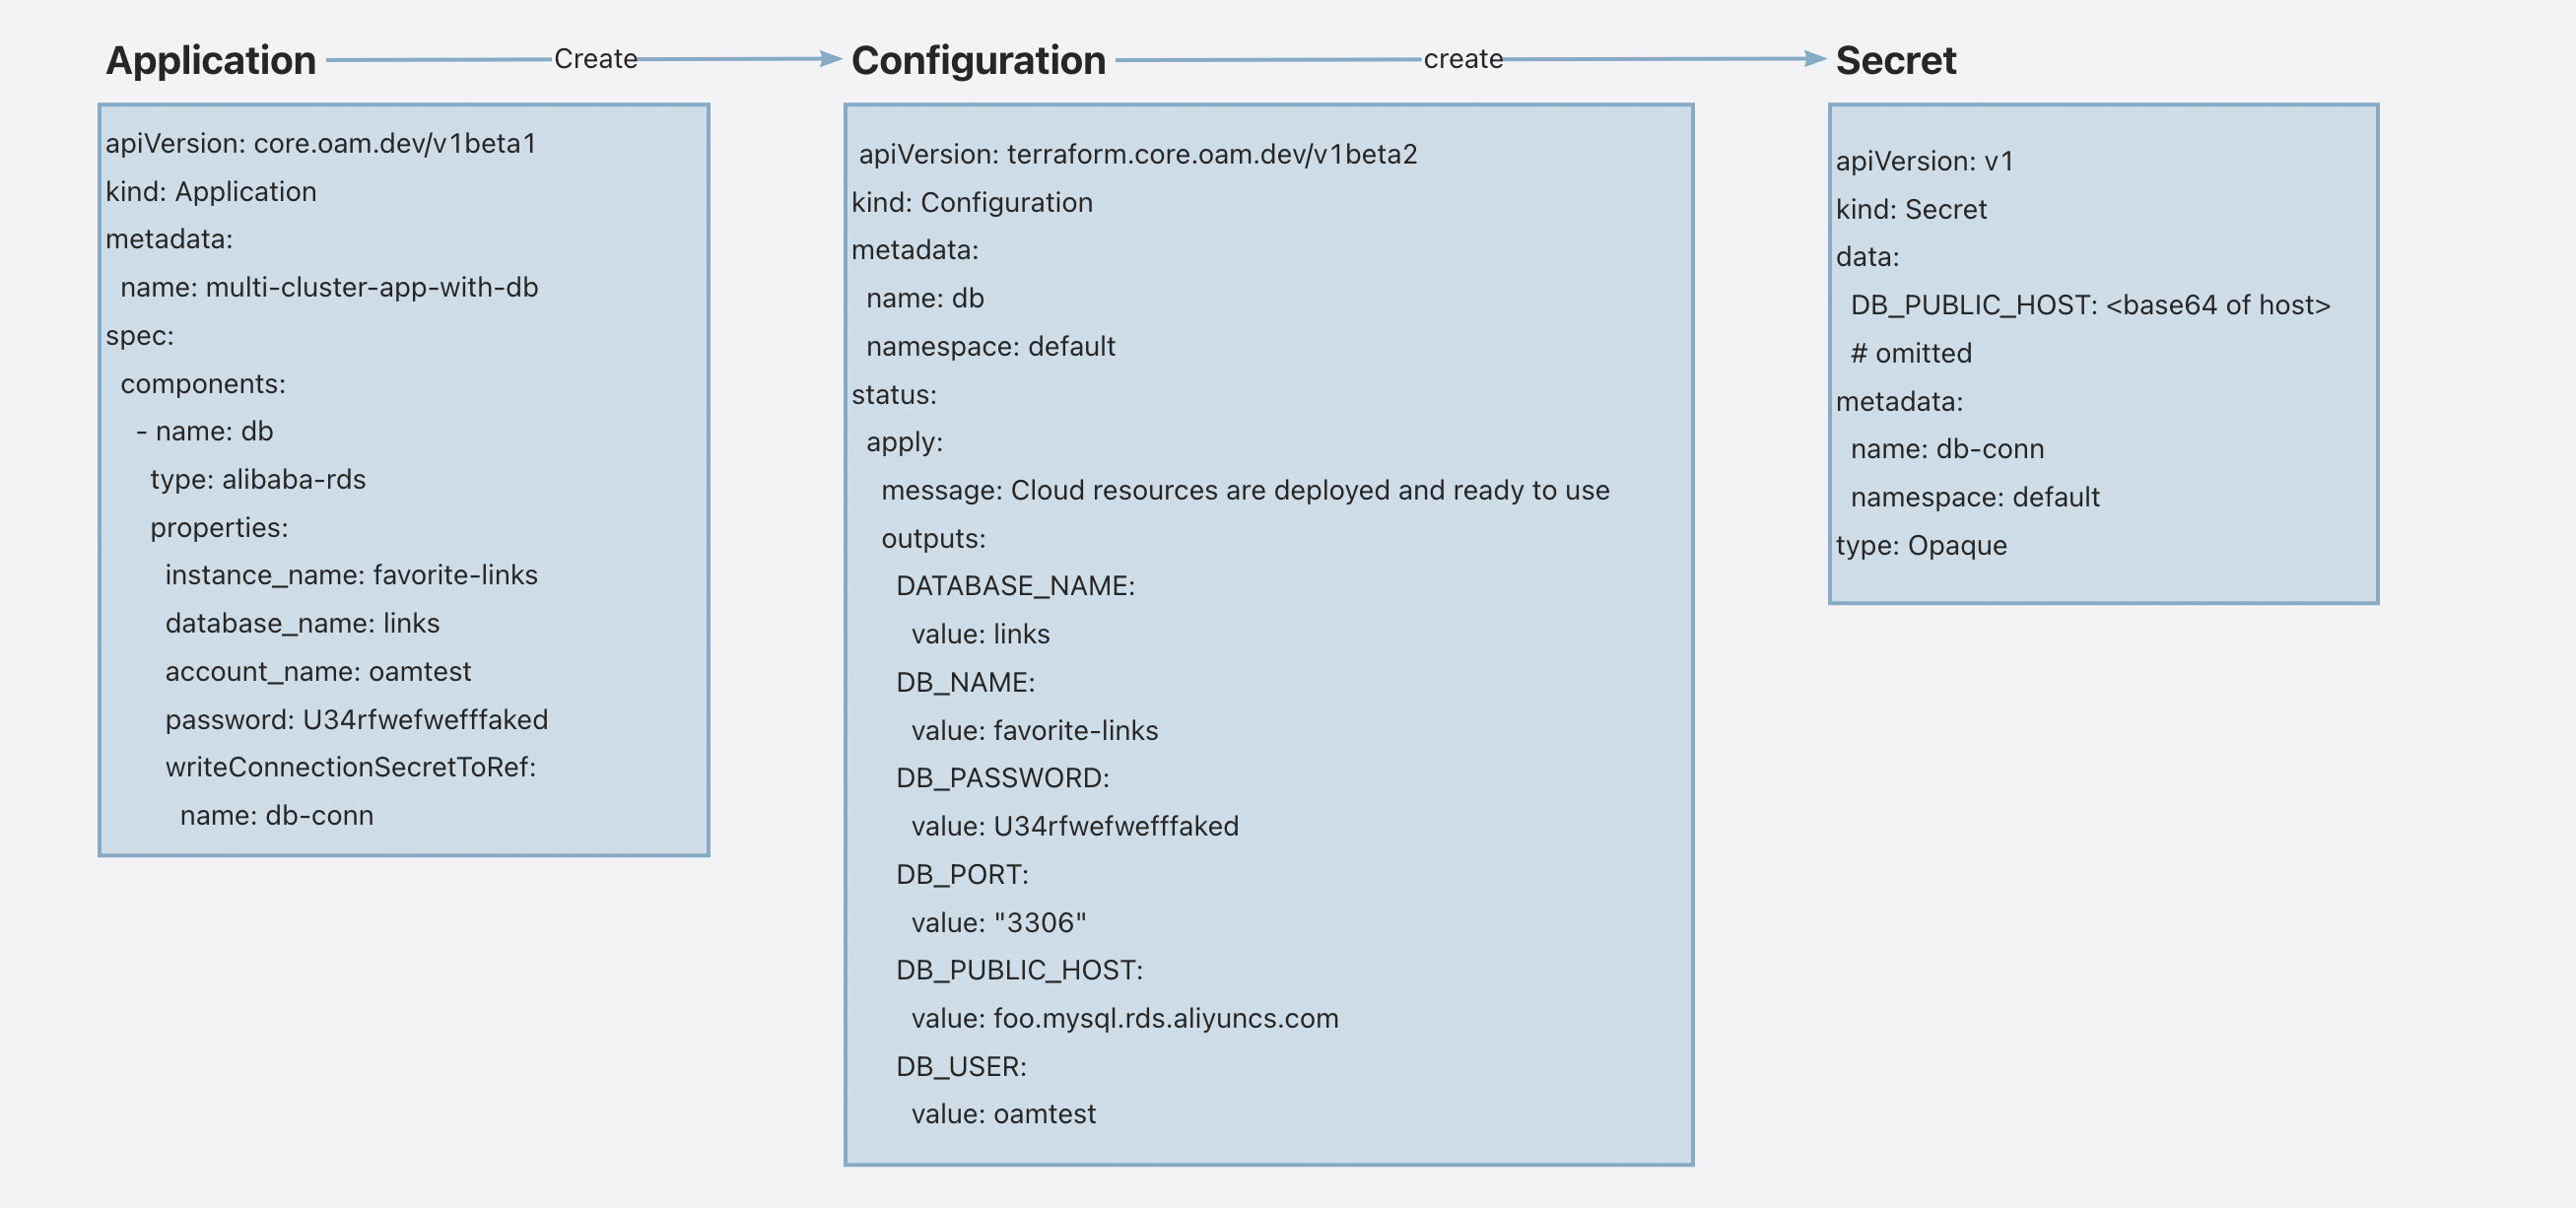 Application
Create
Configuration
create
Secret
apiVersion: core.oam.dev/v1beta1
kind: Application
metadata:
name: multi-cluster-app-with-db
spec:
components:
- name: db
type: alibaba-rds
properties:
instance_name: favorite-links
database_name: links
account_name: oamtest
password: U34rfwefwefffaked
writeConnectionSecretToRef:
name: db-conn
apiVersion: terraform.core.oam.dev/v1beta2
kind: Configuration
metadata:
name: db
namespace: default
status:
apply:
message: Cloud resources are deployed and ready to use
outputs:
DATABASE_NAME:
value: links
DB_NAME:
value: favorite-links
DB_PASSWORD:
value: U34rfwefwefffaked
DB_PORT:
value: "3306"
DB_PUBLIC_HOST:
value: foo.mysql.rds.aliyuncs.com
DB_USER:
value: oamtest
apiVersion: v1
kind: Secret
data:
DB_PUBLIC_HOST: <base64 of host>
# omitted
metadata:
name: db-conn
namespace: default
type: Opaque